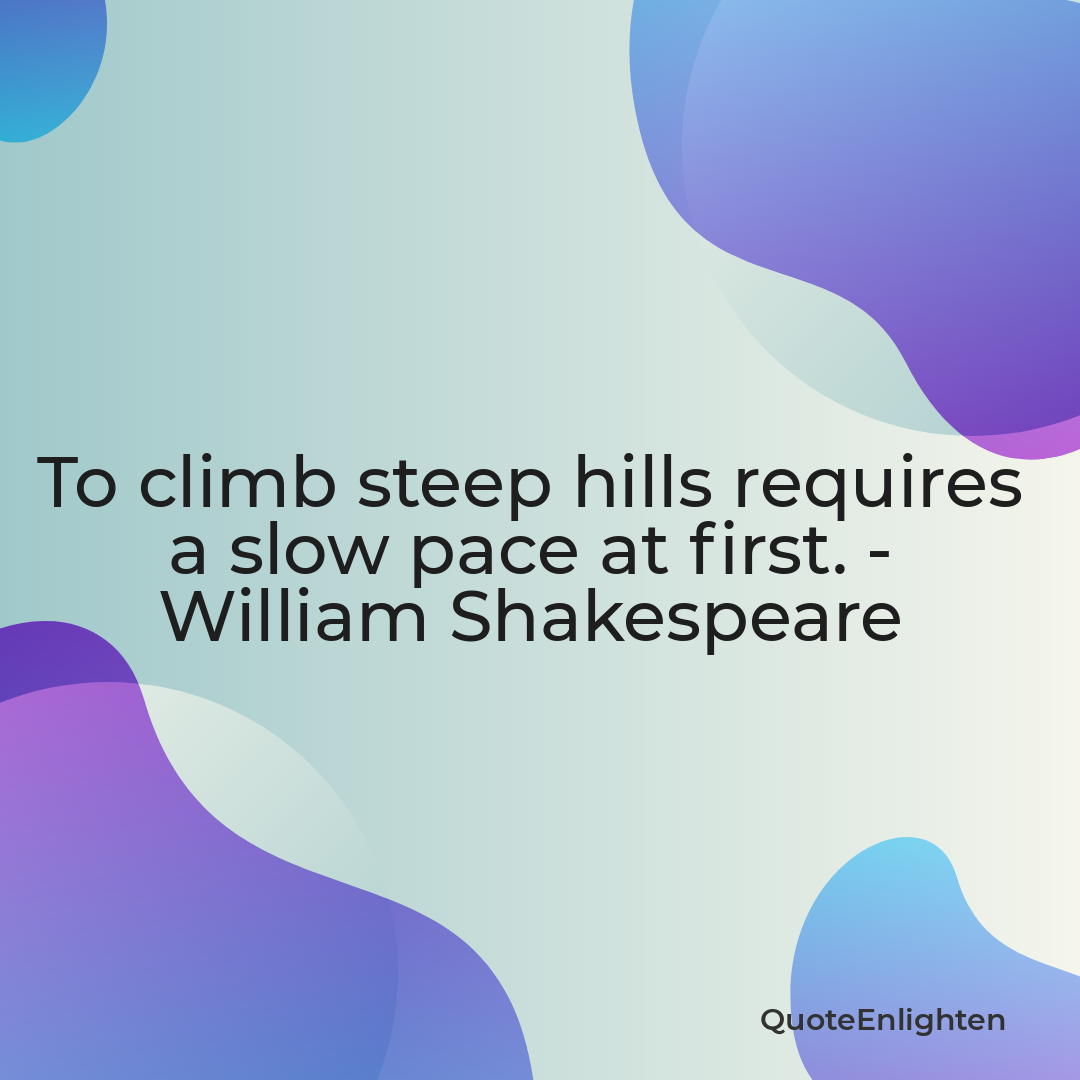 To climb steep hills requires
a slow pace at first. -
William Shakespeare
QuoteEnlighten